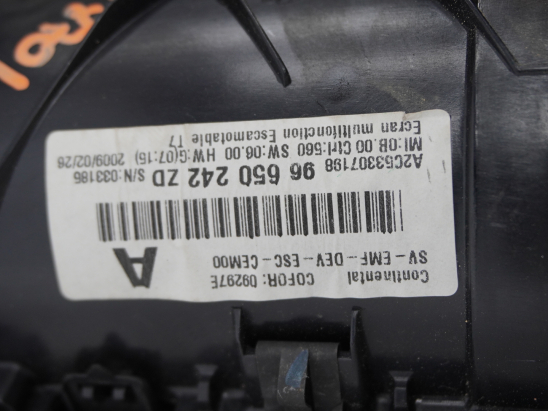 Continental
COFOR: 09297E
SV-EMF-DEV-ESC-CEM00
A
A2C53307198 96 650 242 ZD S/N:033185
MI:0B.00 Ctrl:560 SW:06.00 HW:G(07:15) 2009/02/26
Ecran multifonction Escamotable T7